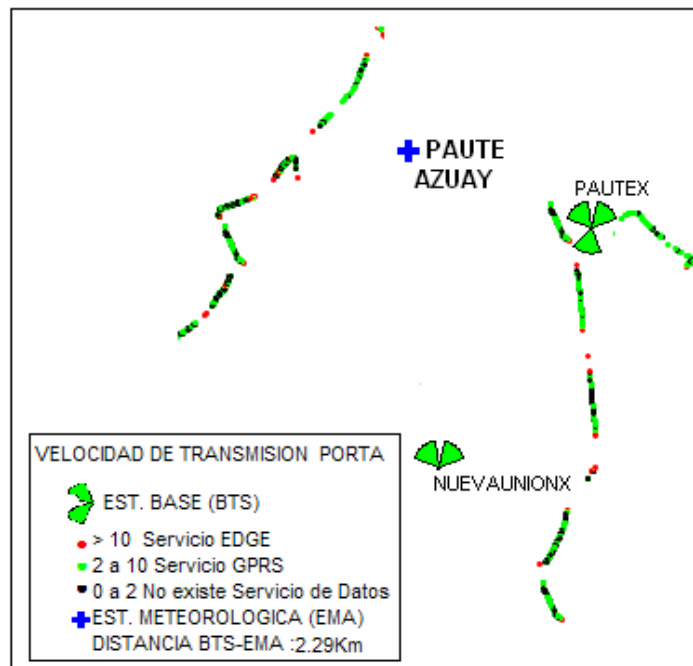 PAUTE
AZUAY
PAUTEX
NUEVAUNIONX
VELOCIDAD DE TRANSMISION PORTA
EST. BASE (BTS)
> 10 Servicio EDGE
2 a 10 Servicio GPRS
0 a 2 No existe Servicio de Datos
EST. METEOROLOGICA (EMA)
DISTANCIA BTS-EMA :2.29Km